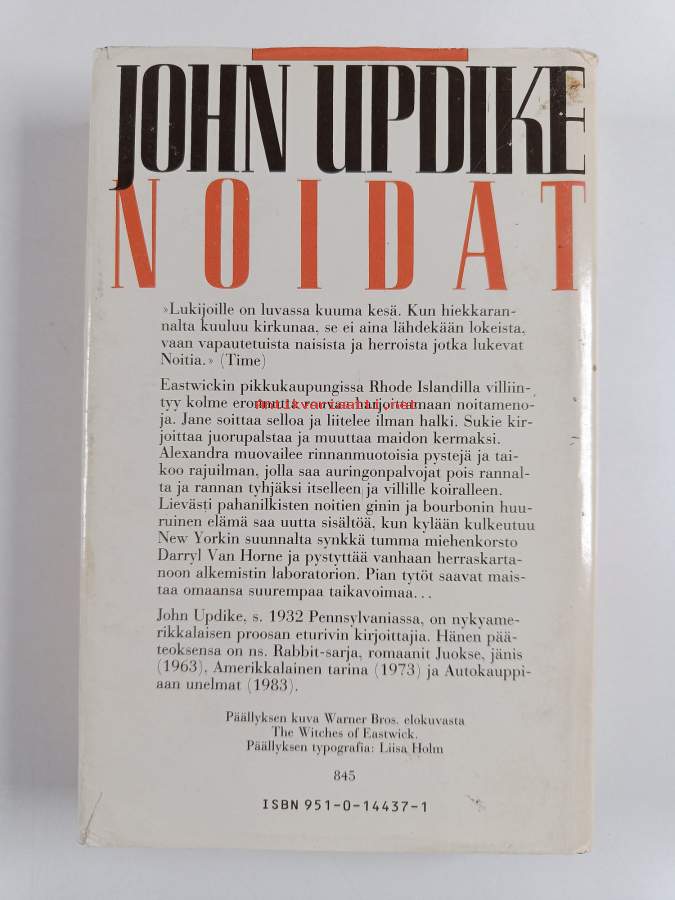 JOHN UPDIKE
NOIDAT
»Lukijoille on luvassa kuuma kesä. Kun hiekkaran-
nalta kuuluu kirkunaa, se ei aina lähdekään lokeista,
vaan vapautetuista naisista ja herroista jotka lukevat
Noitia.» (Time)
Eastwickin pikkukaupungissa Rhode Islandilla villiin-
tyy kolme eronnutta rouvaa harjoittamaan noitameno-
antikvariaatti.net
ja. Jane soittaa selloa ja liitelee ilman halki. Sukie kir-
joittaa juorupalstaa ja muuttaa maidon kermaksi.
Alexandra muovailee rinnanmuotoisia pystejä ja tai-
koo rajuilman, jolla saa auringonpalvojat pois rannal-
ta ja rannan tyhjäksi itselleen ja villille koiralleen.
Lievästi pahanilkisten noitien ginin ja bourbonin huu-
ruinen elämä saa uutta sisältöä, kun kylään kulkeutuu
New Yorkin suunnalta synkkä tumma miehenkorsto
Darryl Van Horne ja pystyttää vanhaan herraskarta-
noon alkemistin laboratorion. Pian tytöt saavat mais-
taa omaansa suurempaa taikavoimaa...
John Updike, s. 1932 Pennsylvaniassa, on nykyame-
rikkalaisen proosan eturivin kirjoittajia. Hänen pää-
teoksensa on ns. Rabbit-sarja, romaanit Juokse, jänis
(1963), Amerikkalainen tarina (1973) ja Autokauppi-
aan unelmat (1983).
Päällyksen kuva Warner Bros. elokuvasta
The Witches of Eastwick.
Päällyksen typografia: Liisa Holm
845
ISBN 951-0-14437-1